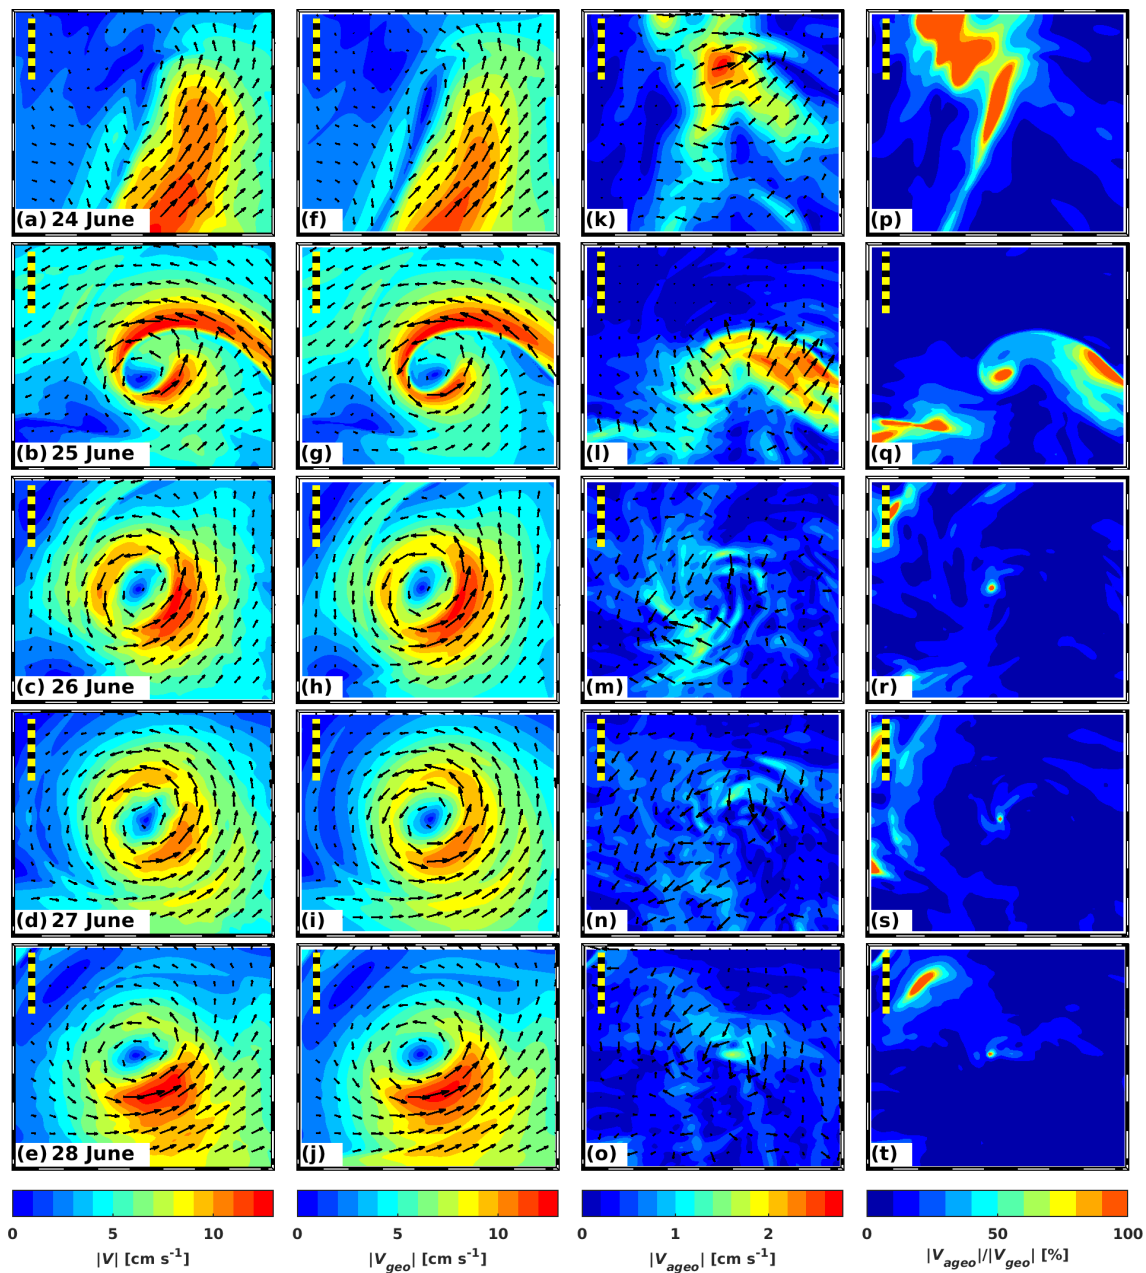 (a) 24 June
(f)
(k)
(p)
(b) 25 June
(g)
(l)
(q)
(c) 26 June
(h)
(m)
(r)
(d) 27 June
(i)
(n)
(s)
(e) 28 June
(j)
(o)
(t)
0 5 10
0 5 10
0 1 2
0 50 100
|V| [cm s⁻¹]
|V_geo| [cm s⁻¹]
|V_ageo| [cm s⁻¹]
|V_ageo|/|V_geo| [%]